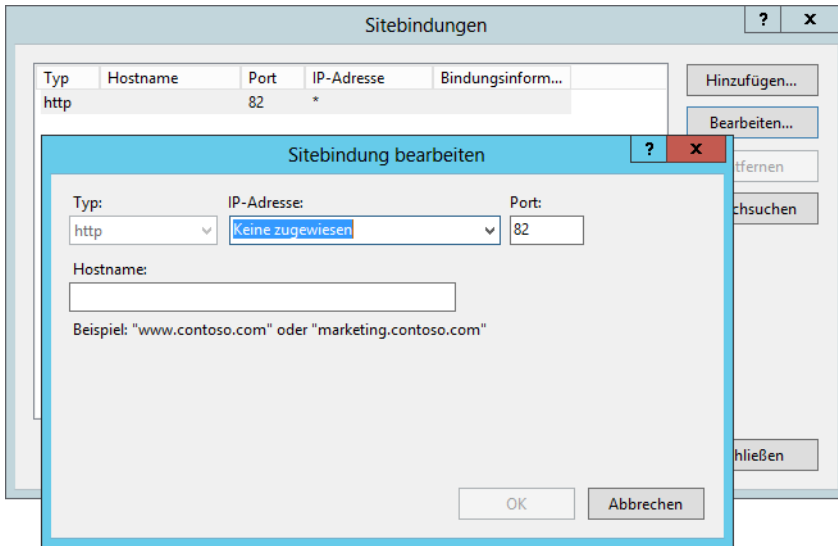 Sitebindungen
? x
Typ Hostname Port IP-Adresse Bindungsinform...
http 82 *
Hinzufügen...
Bearbeiten...
tfernen
chsuchen
hließen
Sitebindung bearbeiten
? x
Typ: IP-Adresse: Port:
http Keine zugewiesen 82
Hostname:
Beispiel: "www.contoso.com" oder "marketing.contoso.com"
OK Abbrechen